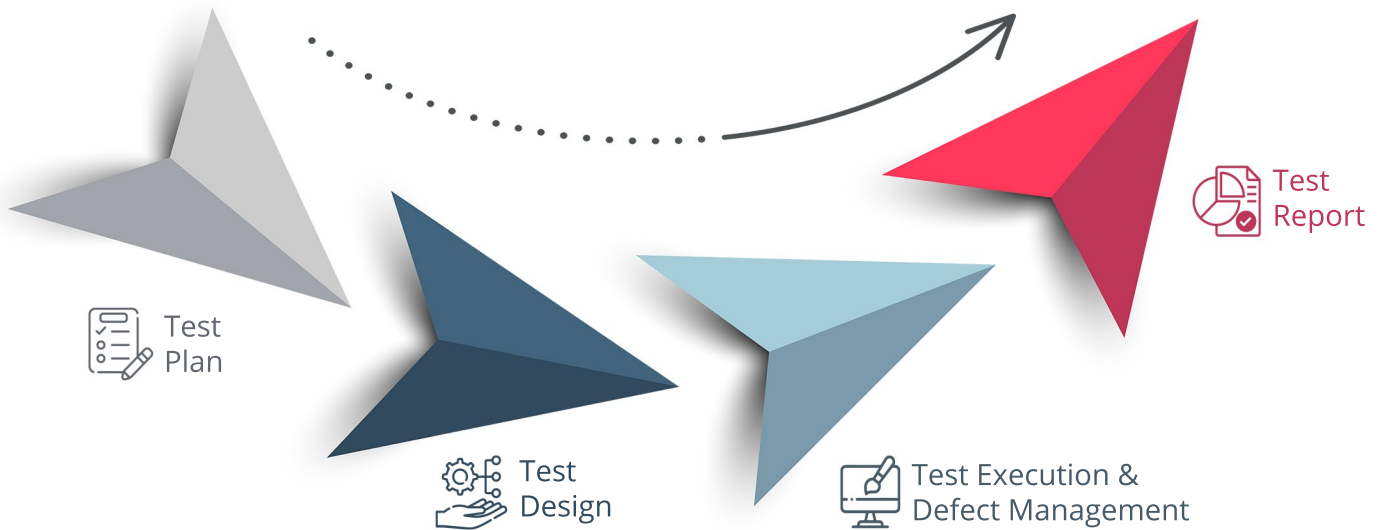 Test
Plan
Test
Design
Test Execution &
Defect Management
Test
Report